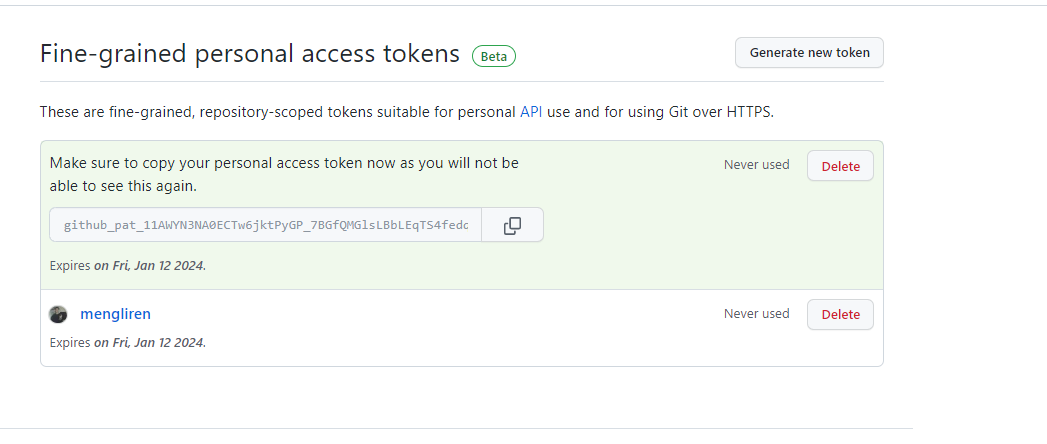 Fine-grained personal access tokens Beta Generate new token
These are fine-grained, repository-scoped tokens suitable for personal API use and for using Git over HTTPS.
Make sure to copy your personal access token now as you will not be
able to see this again.
Never used Delete
github_pat_11AWYN3NA0ECTw6jktPyGP_7BGfQMGlsLBbLEqTS4fed
Expires on Fri, Jan 12 2024.
mengliren Never used Delete
Expires on Fri, Jan 12 2024.